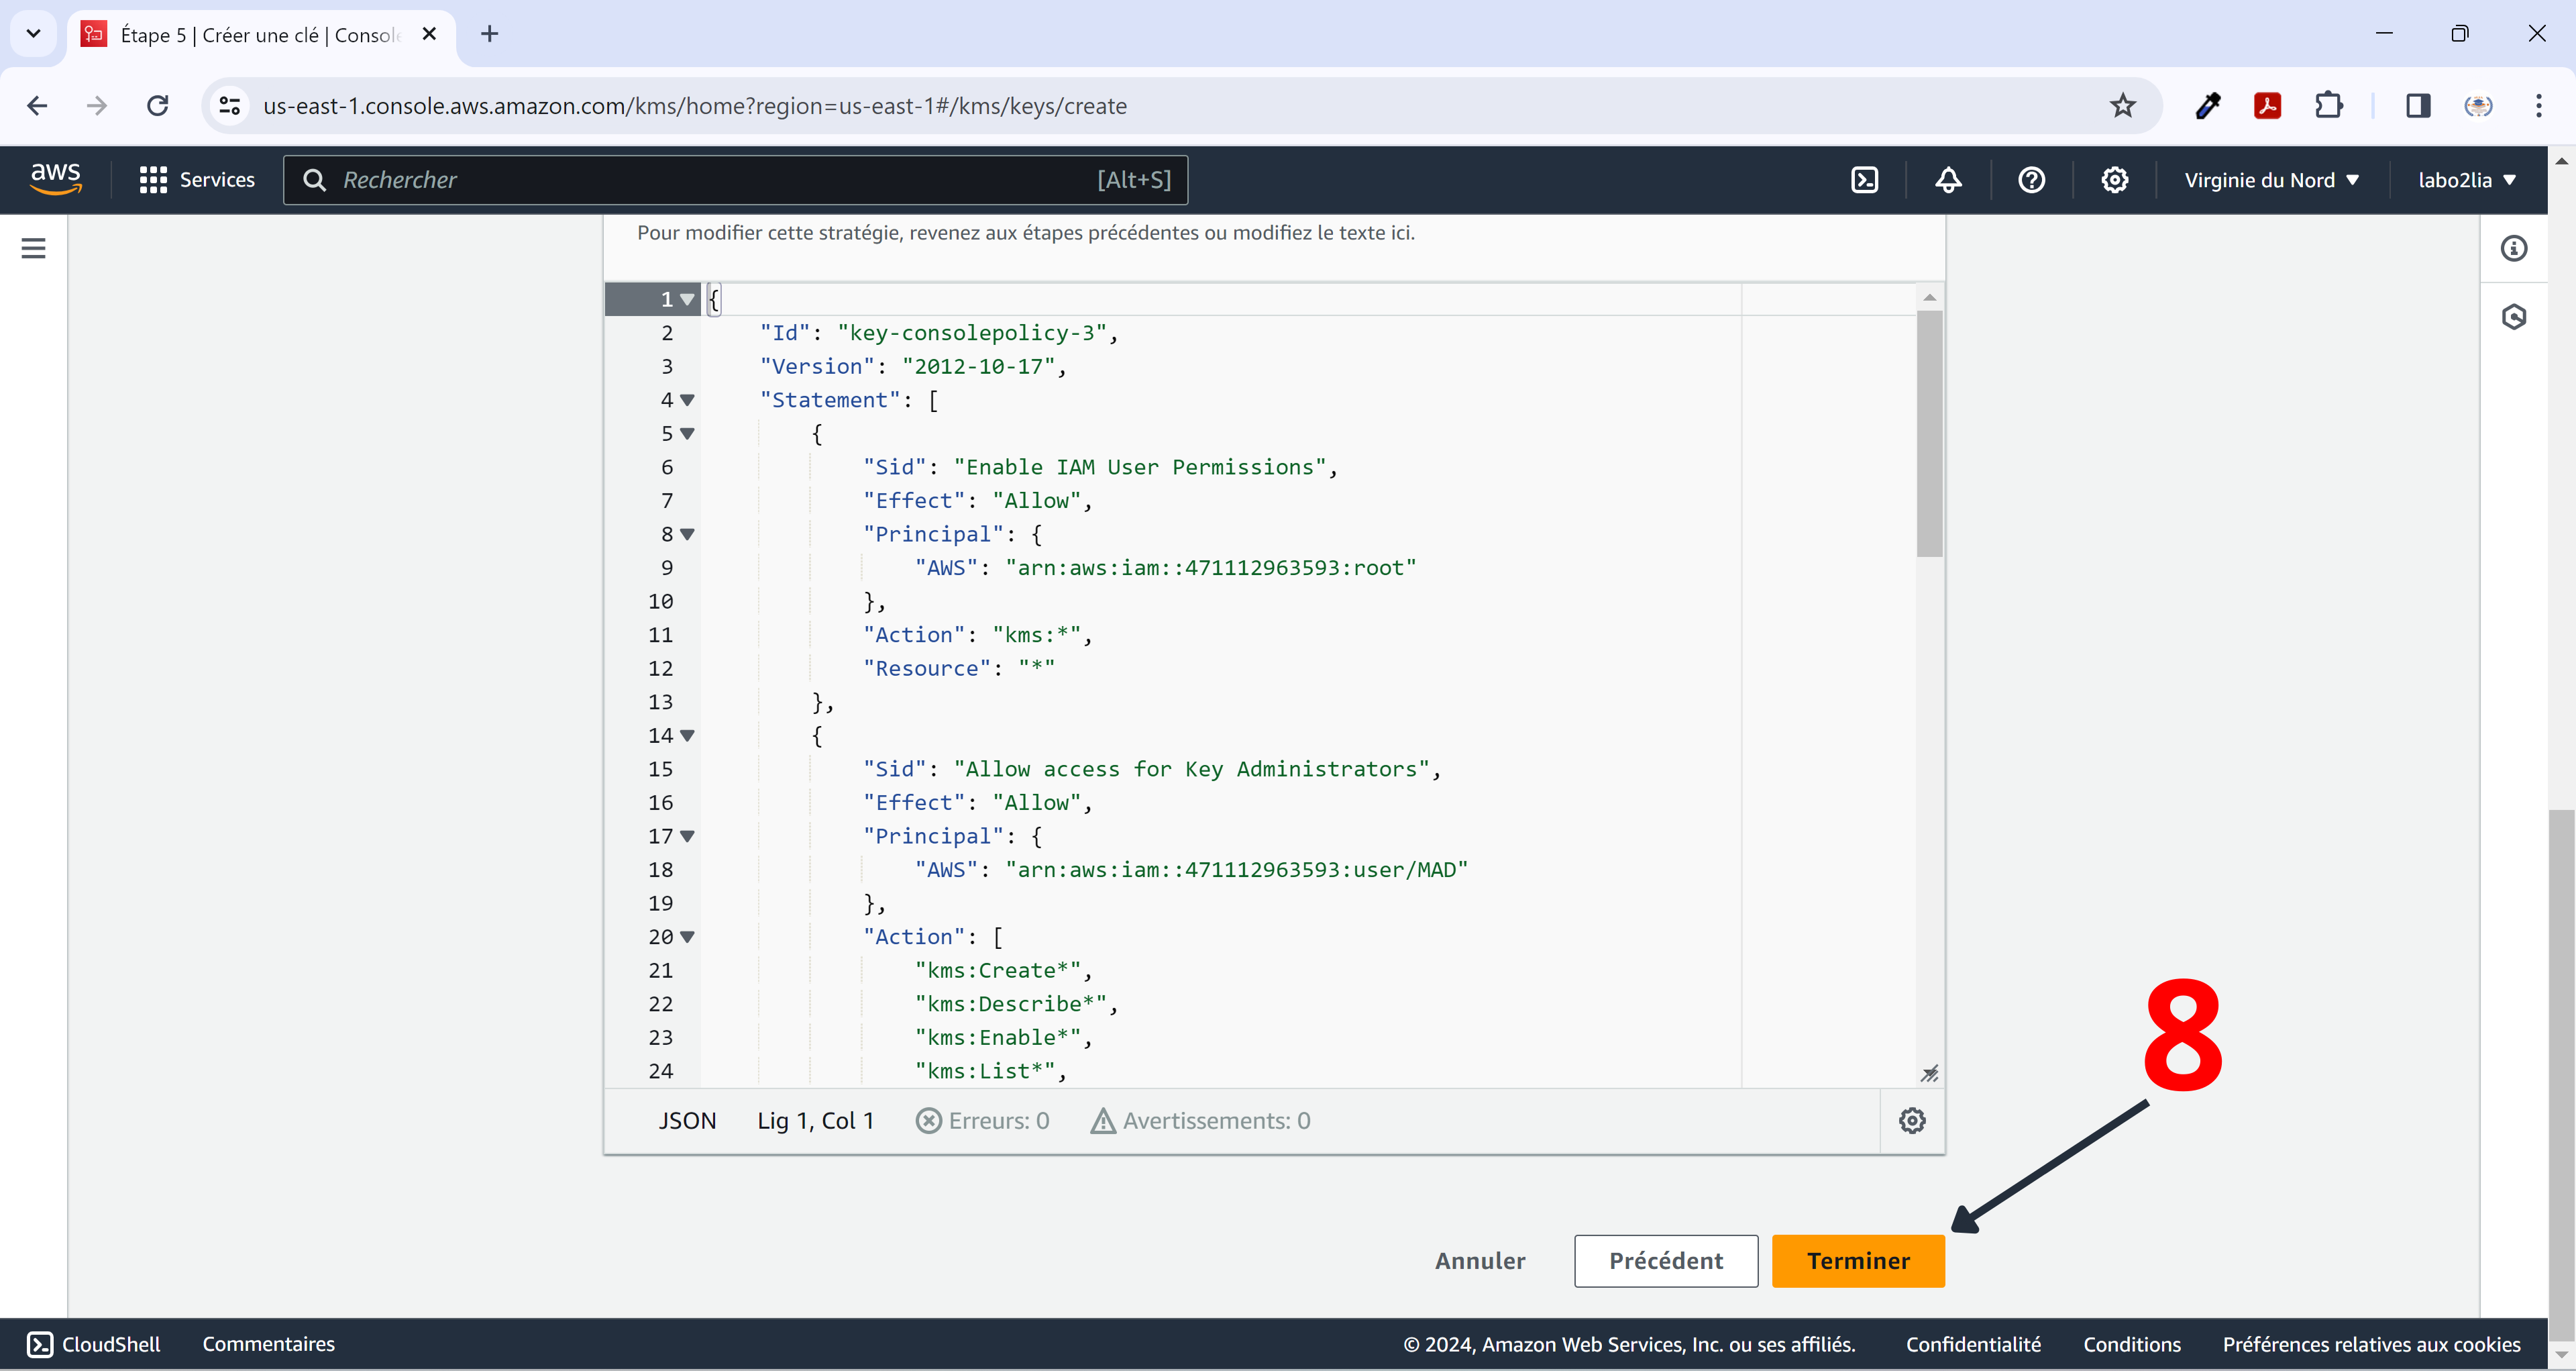 Étape 5 | Créer une clé | Console
us-east-1.console.aws.amazon.com/kms/home?region=us-east-1#/kms/keys/create
aws Services Rechercher [Alt+S] Virginie du Nord labo2lia
Pour modifier cette stratégie, revenez aux étapes précédentes ou modifiez le texte ici.
1 {
2 "Id": "key-consolepolicy-3",
3 "Version": "2012-10-17",
4 "Statement": [
5 {
6 "Sid": "Enable IAM User Permissions",
7 "Effect": "Allow",
8 "Principal": {
9 "AWS": "arn:aws:iam::471112963593:root"
10 },
11 "Action": "kms:*",
12 "Resource": "*"
13 },
14 {
15 "Sid": "Allow access for Key Administrators",
16 "Effect": "Allow",
17 "Principal": {
18 "AWS": "arn:aws:iam::471112963593:user/MAD"
19 },
20 "Action": [
21 "kms:Create*",
22 "kms:Describe*",
23 "kms:Enable*",
24 "kms:List*",
8
JSON Lig 1, Col 1 Erreurs: 0 Avertissements: 0
Annuler Précédent Terminer
CloudShell Commentaires © 2024, Amazon Web Services, Inc. ou ses affiliés. Confidentialité Conditions Préférences relatives aux cookies